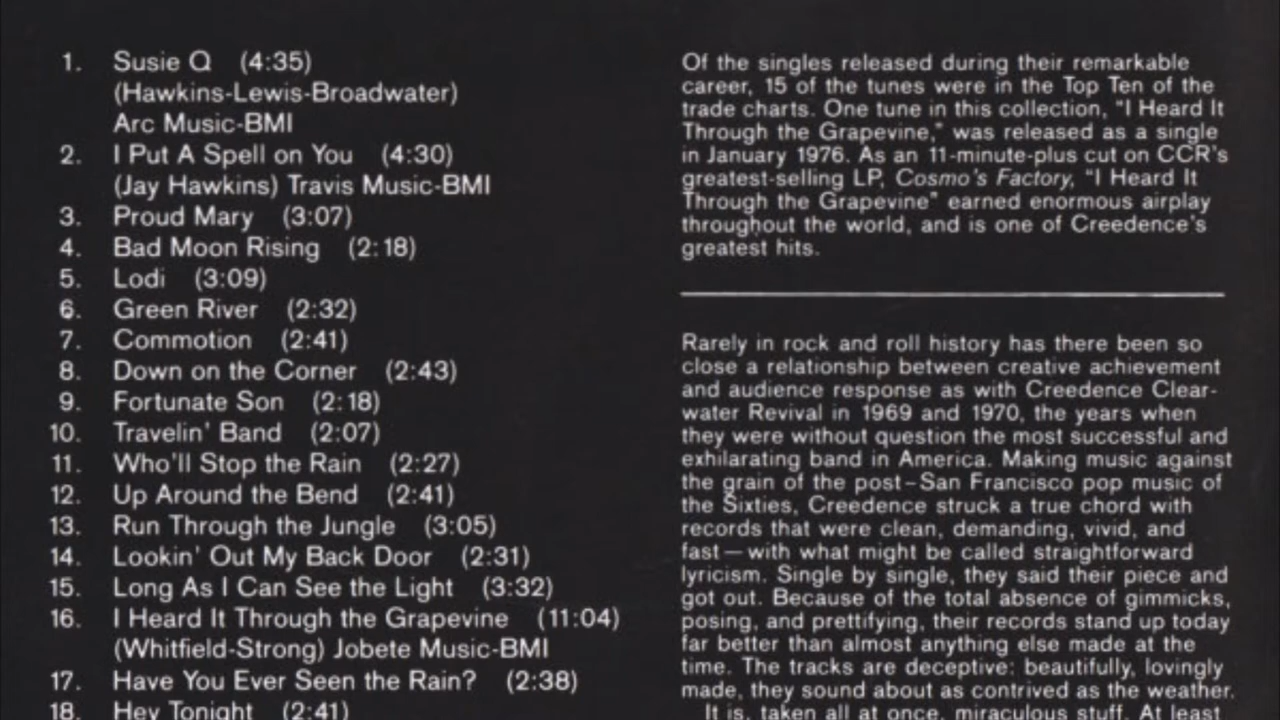 1. Susie Q (4:35)
(Hawkins-Lewis-Broadwater)
Arc Music-BMI
2. I Put A Spell on You (4:30)
(Jay Hawkins) Travis Music-BMI
3. Proud Mary (3:07)
4. Bad Moon Rising (2:18)
5. Lodi (3:09)
6. Green River (2:32)
7. Commotion (2:41)
8. Down on the Corner (2:43)
9. Fortunate Son (2:18)
10. Travelin' Band (2:07)
11. Who'll Stop the Rain (2:27)
12. Up Around the Bend (2:41)
13. Run Through the Jungle (3:05)
14. Lookin' Out My Back Door (2:31)
15. Long As I Can See the Light (3:32)
16. I Heard It Through the Grapevine (11:04)
(Whitfield-Strong) Jobete Music-BMI
17. Have You Ever Seen the Rain? (2:38)
18. Hey Tonight (2:41)
Of the singles released during their remarkable
career, 15 of the tunes were in the Top Ten of the
trade charts. One tune in this collection, "I Heard It
Through the Grapevine," was released as a single
in January 1976. As an 11-minute-plus cut on CCR's
greatest-selling LP, Cosmo's Factory, "I Heard It
Through the Grapevine" earned enormous airplay
throughout the world, and is one of Creedence's
greatest hits.
Rarely in rock and roll history has there been so
close a relationship between creative achievement
and audience response as with Creedence Clear-
water Revival in 1969 and 1970, the years when
they were without question the most successful and
exhilarating band in America. Making music against
the grain of the post–San Francisco pop music of
the Sixties, Creedence struck a true chord with
records that were clean, demanding, vivid, and
fast—with what might be called straightforward
lyricism. Single by single, they said their piece and
got out. Because of the total absence of gimmicks,
posing, and prettifying, their records stand up today
far better than almost anything else made at the
time. The tracks are deceptive: beautifully, lovingly
made, they sound about as contrived as the weather.
It is, taken all at once, miraculous stuff. At least